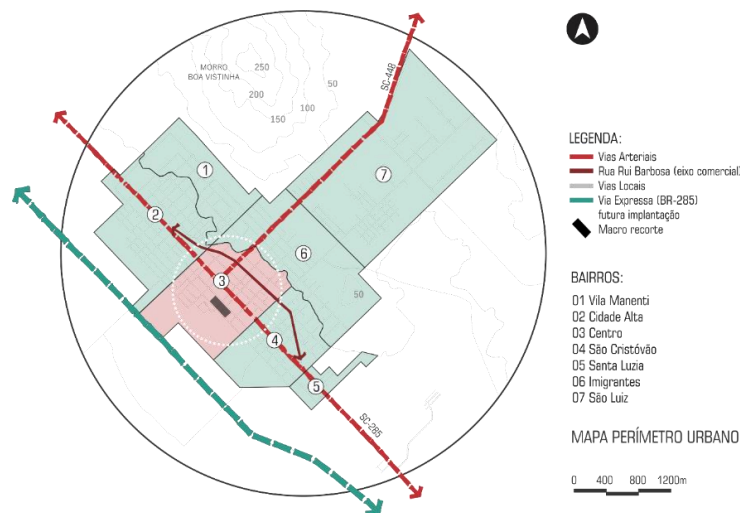 MORRO
BOA VISTINHA
250
200
150
100
50
SC-448
1
7
2
6
3
50
4
5
SC-285
LEGENDA:
Vias Arteriais
Rua Rui Barbosa (eixo comercial)
Vias Locais
Via Expressa (BR-285)
futura implantação
Macro recorte
BAIRROS:
01 Vila Manenti
02 Cidade Alta
03 Centro
04 São Cristóvão
05 Santa Luzia
06 Imigrantes
07 São Luiz
MAPA PERÍMETRO URBANO
0 400 800 1200m